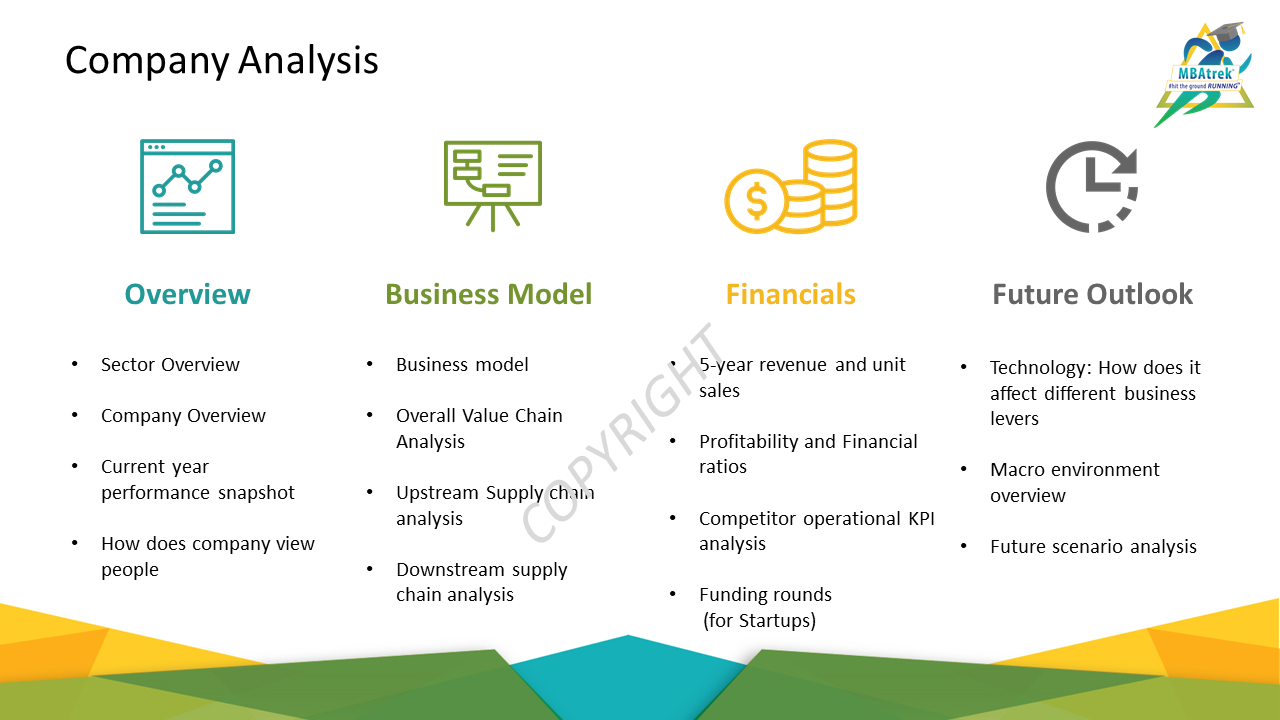 Company Analysis
MBAtrek
#hit the ground RUNNING
Overview
Sector Overview
Company Overview
Current year
performance snapshot
How does company view
people
Business Model
Business model
Overall Value Chain
Analysis
Upstream Supply chain
analysis
Downstream supply
chain analysis
Financials
$
5-year revenue and unit
sales
Profitability and Financial
ratios
Competitor operational KPI
analysis
Funding rounds
(for Startups)
Future Outlook
Technology: How does it
affect different business
levers
Macro environment
overview
Future scenario analysis
COPYRIGHT